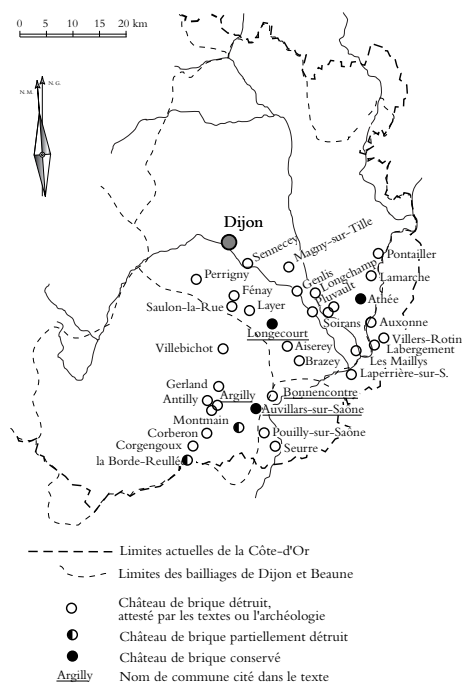 0 5 10 15 20 km
N.M. N.G.
Dijon
Sennecey
Magny-sur-Tille
Pontailler
Perrigny
Genlis
Longchamp
Lamarche
Fénay
Pluvault
Athée
Saulon-la-Rue
Layer
Soirans
Auxonne
Longecourt
Villers-Rotin
Villebichot
Aiserey
Labergement
Brazey
Les Maillys
Laperrière-sur-S.
Gerland
Bonnencontre
Antilly
Argilly
Auvillars-sur-Saône
Montmain
Corberon
Pouilly-sur-Saône
Corgengoux
Seurre
la Borde-Reullée
Limites actuelles de la Côte-d'Or
Limites des bailliages de Dijon et Beaune
Château de brique détruit,
attesté par les textes ou l'archéologie
Château de brique partiellement détruit
Château de brique conservé
Argilly Nom de commune cité dans le texte